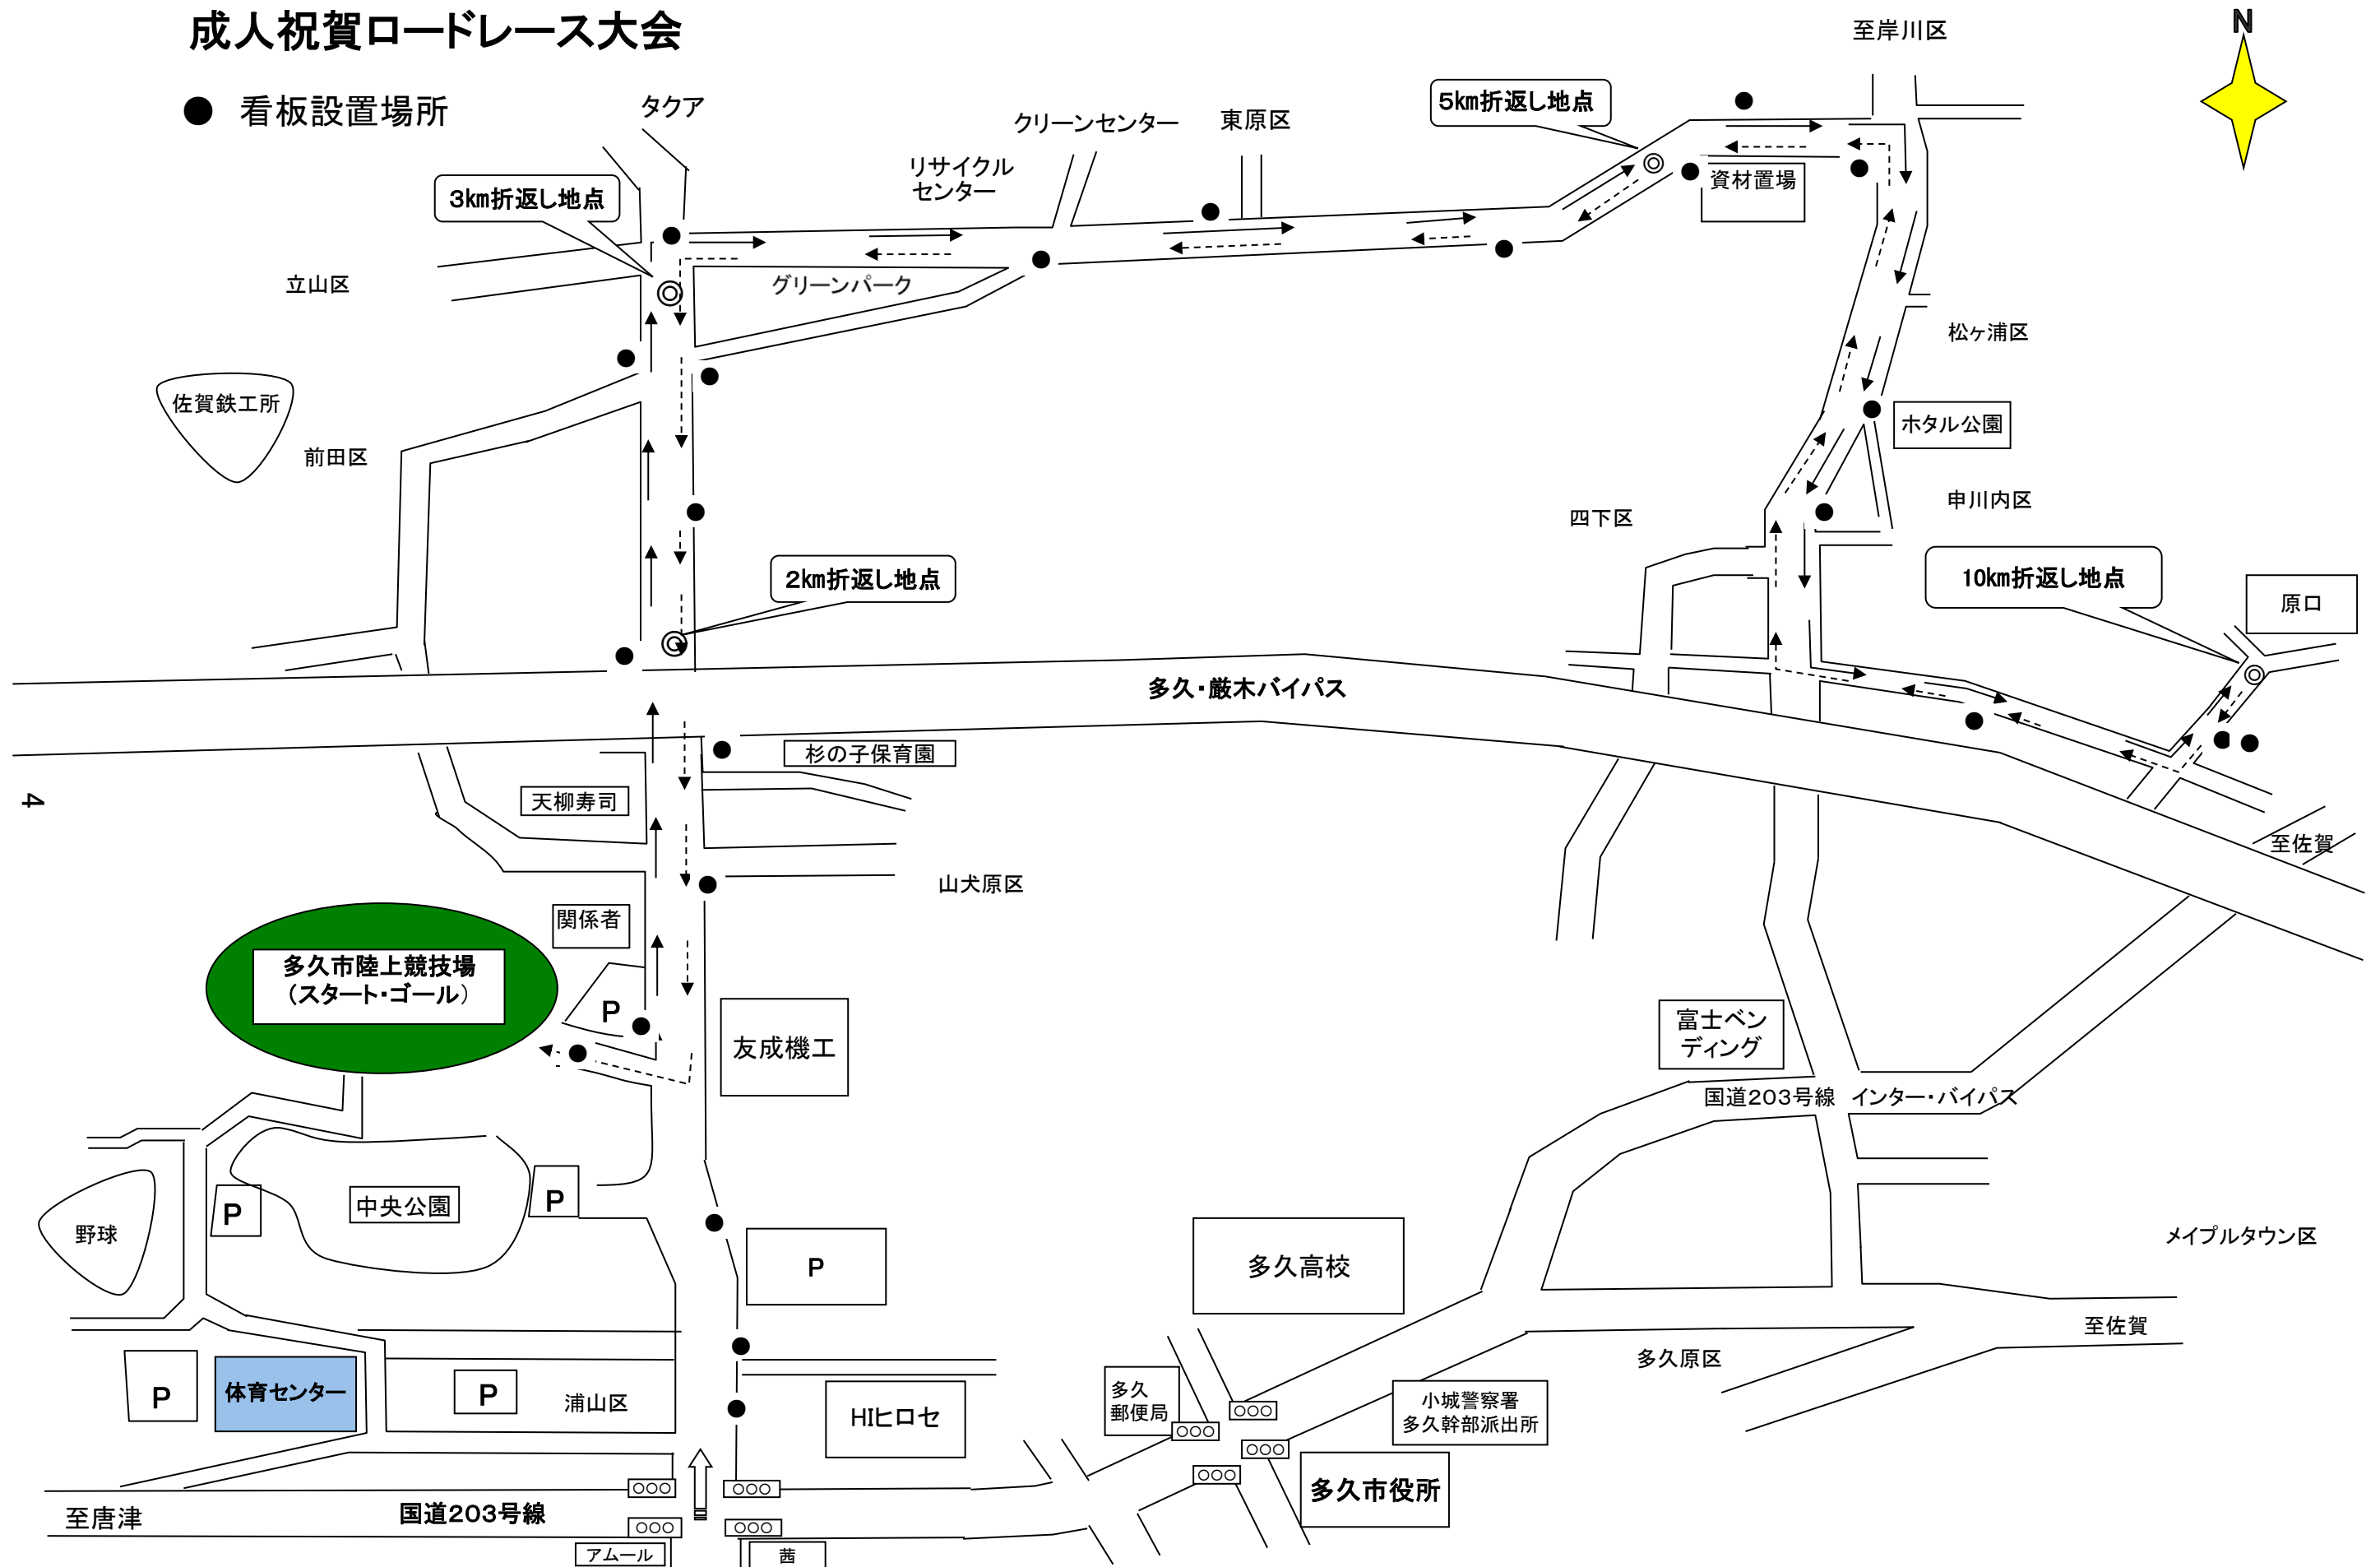 成人祝賀ロードレース大会
N
至岸川区
● 看板設置場所
タクア
クリーンセンター
東原区
5km折返し地点
リサイクル
センター
3km折返し地点
資材置場
立山区
グリーンパーク
松ヶ浦区
佐賀鉄工所
ホタル公園
前田区
申川内区
四下区
2km折返し地点
10km折返し地点
原口
多久・厳木バイパス
杉の子保育園
天柳寿司
4
至佐賀
山犬原区
関係者
多久市陸上競技場
（スタート・ゴール）
P
友成機工
富士ベン
ディング
国道203号線 インター・バイパス
中央公園
P
P
野球
P
多久高校
メイプルタウン区
至佐賀
多久原区
P
体育センター
P
浦山区
HIヒロセ
多久
郵便局
小城警察署
多久幹部派出所
多久市役所
至唐津
国道203号線
アムール
茜